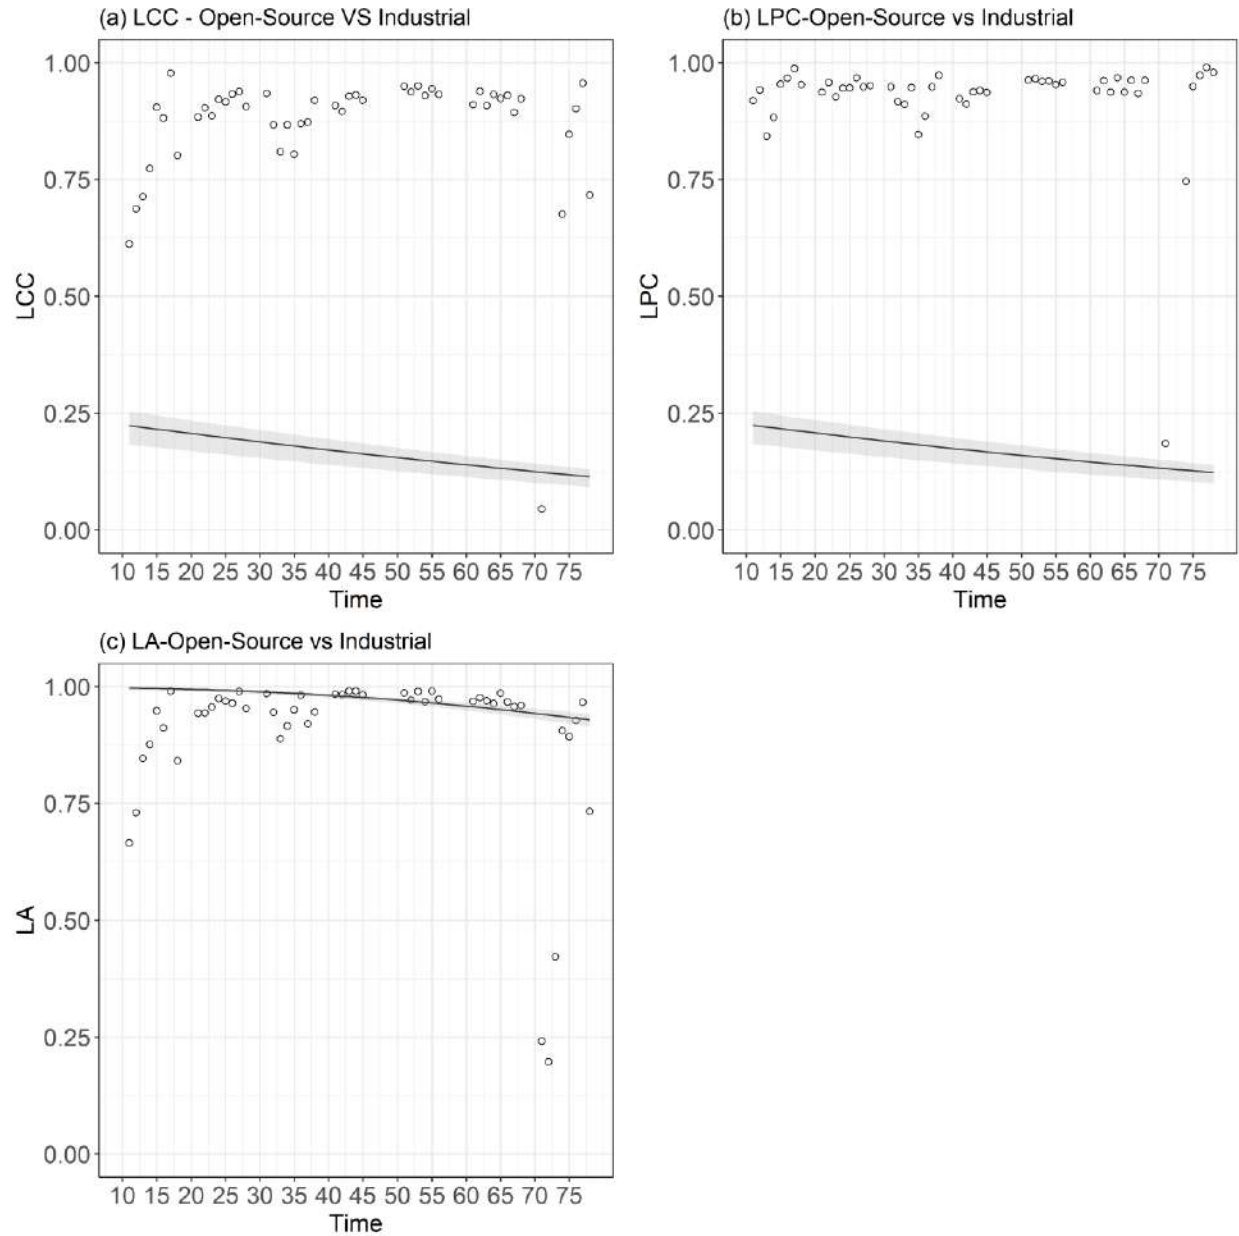 (a) LCC - Open-Source VS Industrial
1.00
0.75
0.50
0.25
0.00
LCC
10 15 20 25 30 35 40 45 50 55 60 65 70 75
Time
(b) LPC-Open-Source vs Industrial
1.00
0.75
0.50
0.25
0.00
LPC
10 15 20 25 30 35 40 45 50 55 60 65 70 75
Time
(c) LA-Open-Source vs Industrial
1.00
0.75
0.50
0.25
0.00
LA
10 15 20 25 30 35 40 45 50 55 60 65 70 75
Time